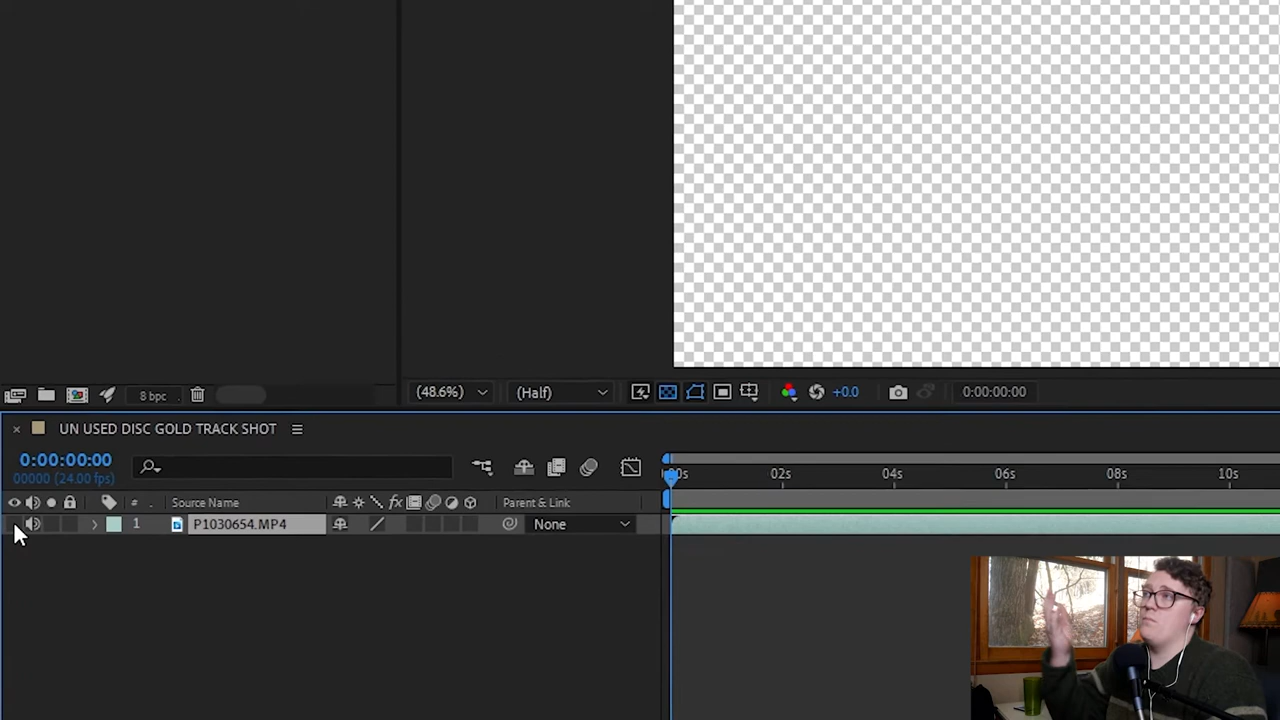 8 bpc
(48.6%) (Half) +0.0 0:00:00:00
UN USED DISC GOLD TRACK SHOT
0:00:00:00
00000 (24.00 fps)
:00s 02s 04s 06s 08s 10s
# Source Name fx Parent & Link
1 P1030654.MP4 None